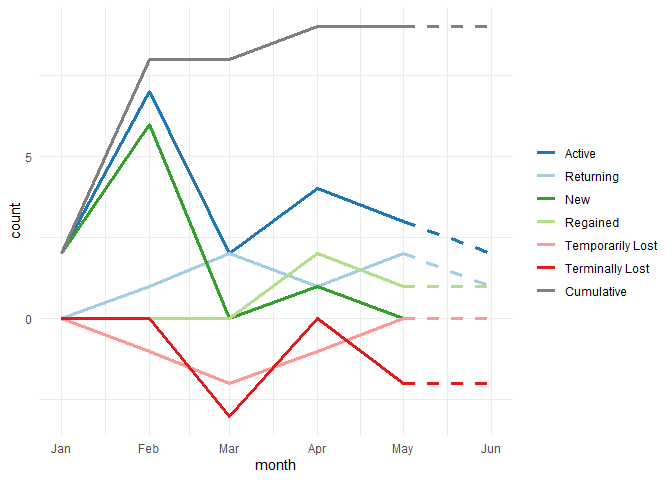 5
0
count
Jan Feb Mar Apr May Jun
month
Active
Returning
New
Regained
Temporarily Lost
Terminally Lost
Cumulative